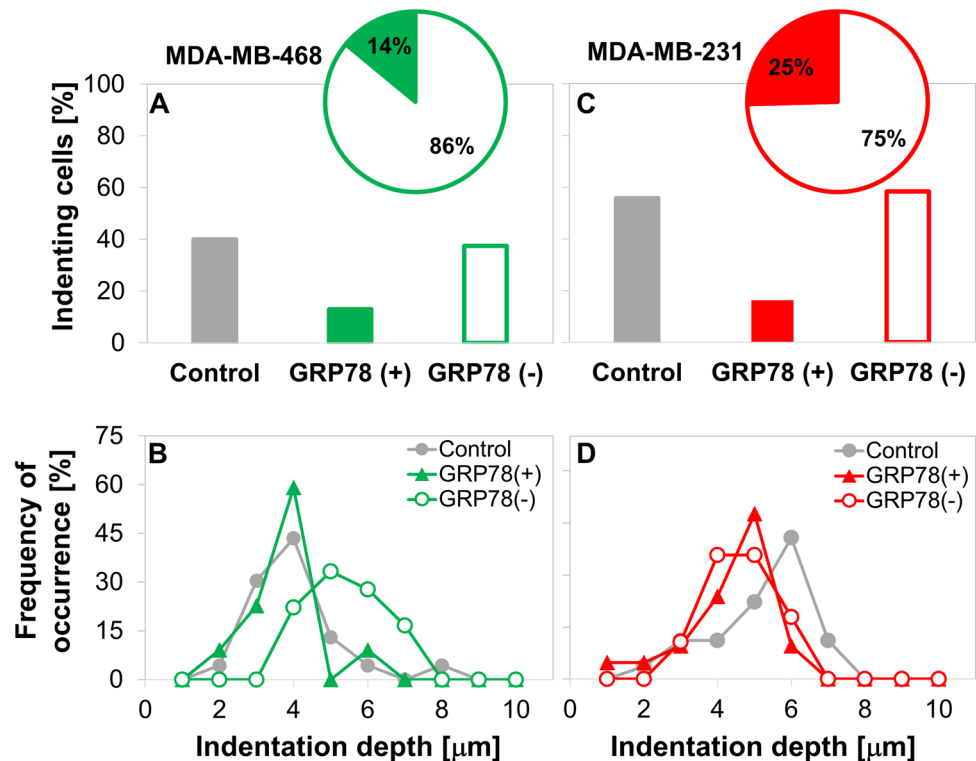 MDA-MB-468
14%
86%
MDA-MB-231
25%
75%
Indenting cells [%]
100
80
60
40
20
0
A
Control
GRP78 (+)
GRP78 (-)
C
Control
GRP78 (+)
GRP78 (-)
Frequency of
occurrence [%]
75
60
45
30
15
0
B
Control
GRP78(+)
GRP78(-)
0
2
4
6
8
10
Indentation depth [μm]
D
Control
GRP78(+)
GRP78(-)
0
2
4
6
8
10
Indentation depth [μm]